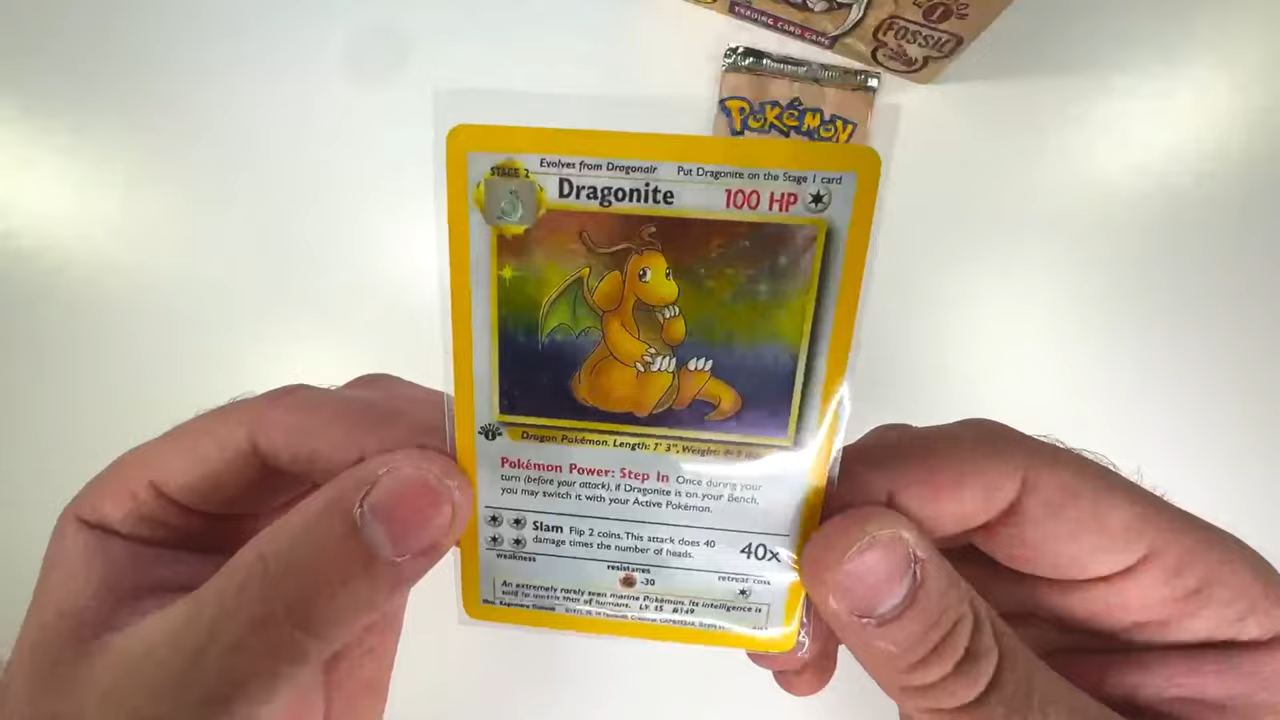 TRADING CARD GAME
EDITION
1
FOSSIL
POKéMON
Evolves from Dragonair Put Dragonite on the Stage 1 card
STAGE 2
Dragonite 100 HP
EDITION
1
Dragon Pokémon. Length: 7' 3", Weight:
Pokémon Power: Step In Once during your
turn (before your attack), if Dragonite is on your Bench,
you may switch it with your Active Pokémon.
Slam Flip 2 coins. This attack does 40
damage times the number of heads.
40x
weakness resistance retreat cost
-30
An extremely rarely seen marine Pokémon. Its intelligence is
said to match that of humans. LV. 45 #149